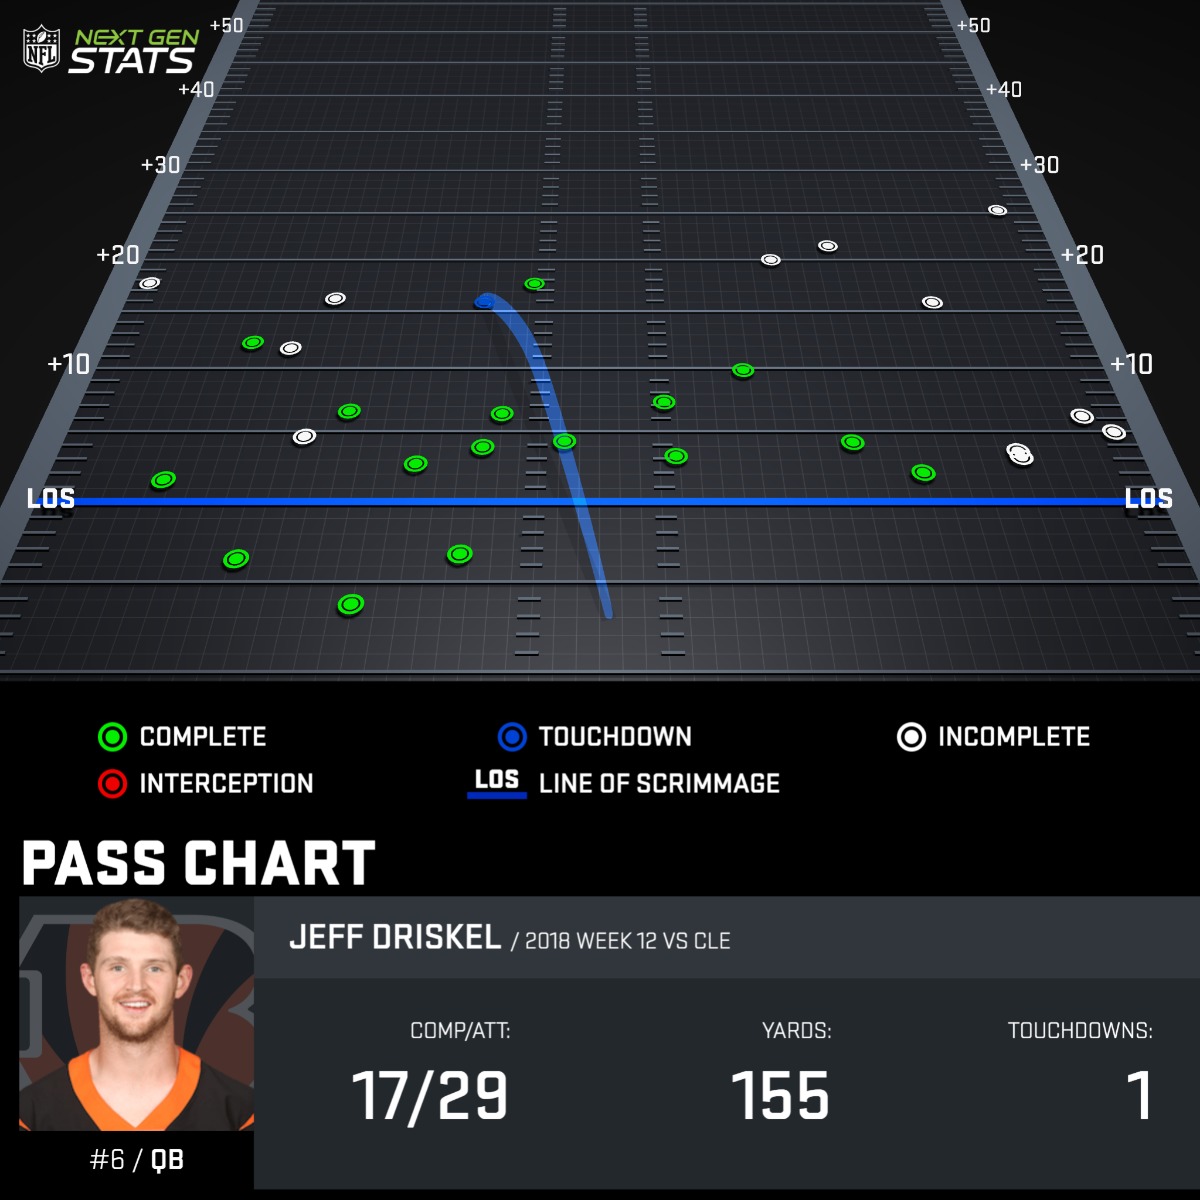 NFL
NEXT GEN
STATS
+50 +50
+40 +40
+30 +30
+20 +20
+10 +10
LOS LOS
COMPLETE TOUCHDOWN INCOMPLETE
INTERCEPTION LOS LINE OF SCRIMMAGE
PASS CHART
JEFF DRISKEL / 2018 WEEK 12 VS CLE
COMP/ATT: YARDS: TOUCHDOWNS:
17/29 155 1
#6 / QB